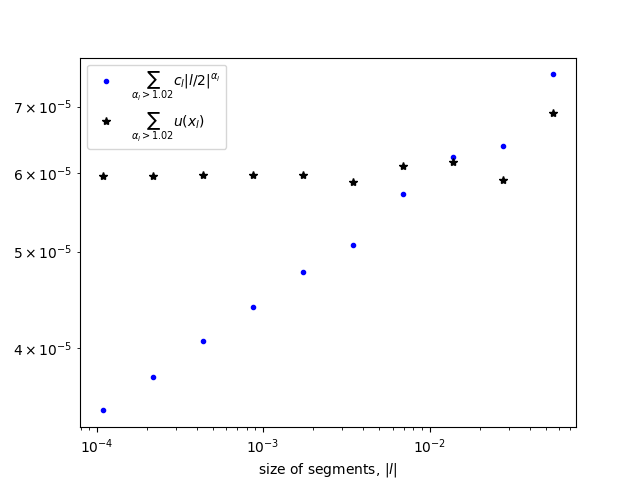 ∑ c_l|l/2|^{α_l}
α_l>1.02
∑ u(x_l)
α_l>1.02
7 × 10^{−5}
6 × 10^{−5}
5 × 10^{−5}
4 × 10^{−5}
10^{−4} 10^{−3} 10^{−2}
size of segments, |l|